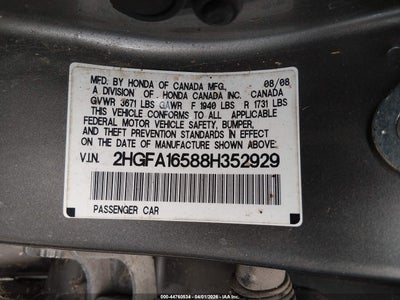 MFD. BY HONDA OF CANADA MFG. 08/08
A DIVISION OF HONDA CANADA INC. CANADA
GVWR 3671 LBS GAWR F 1940 LBS R 1731 LBS
THIS VEHICLE CONFORMS TO ALL APPLICABLE
FEDERAL MOTOR VEHICLE SAFETY, BUMPER,
AND THEFT PREVENTION STANDARDS IN EFFECT
ON THE DATE OF MANUFACTURE SHOWN ABOVE.
V.I.N. 2HGFA16588H352929
PASSENGER CAR
000-44760534 - 04/01/2026 - IAA Inc.